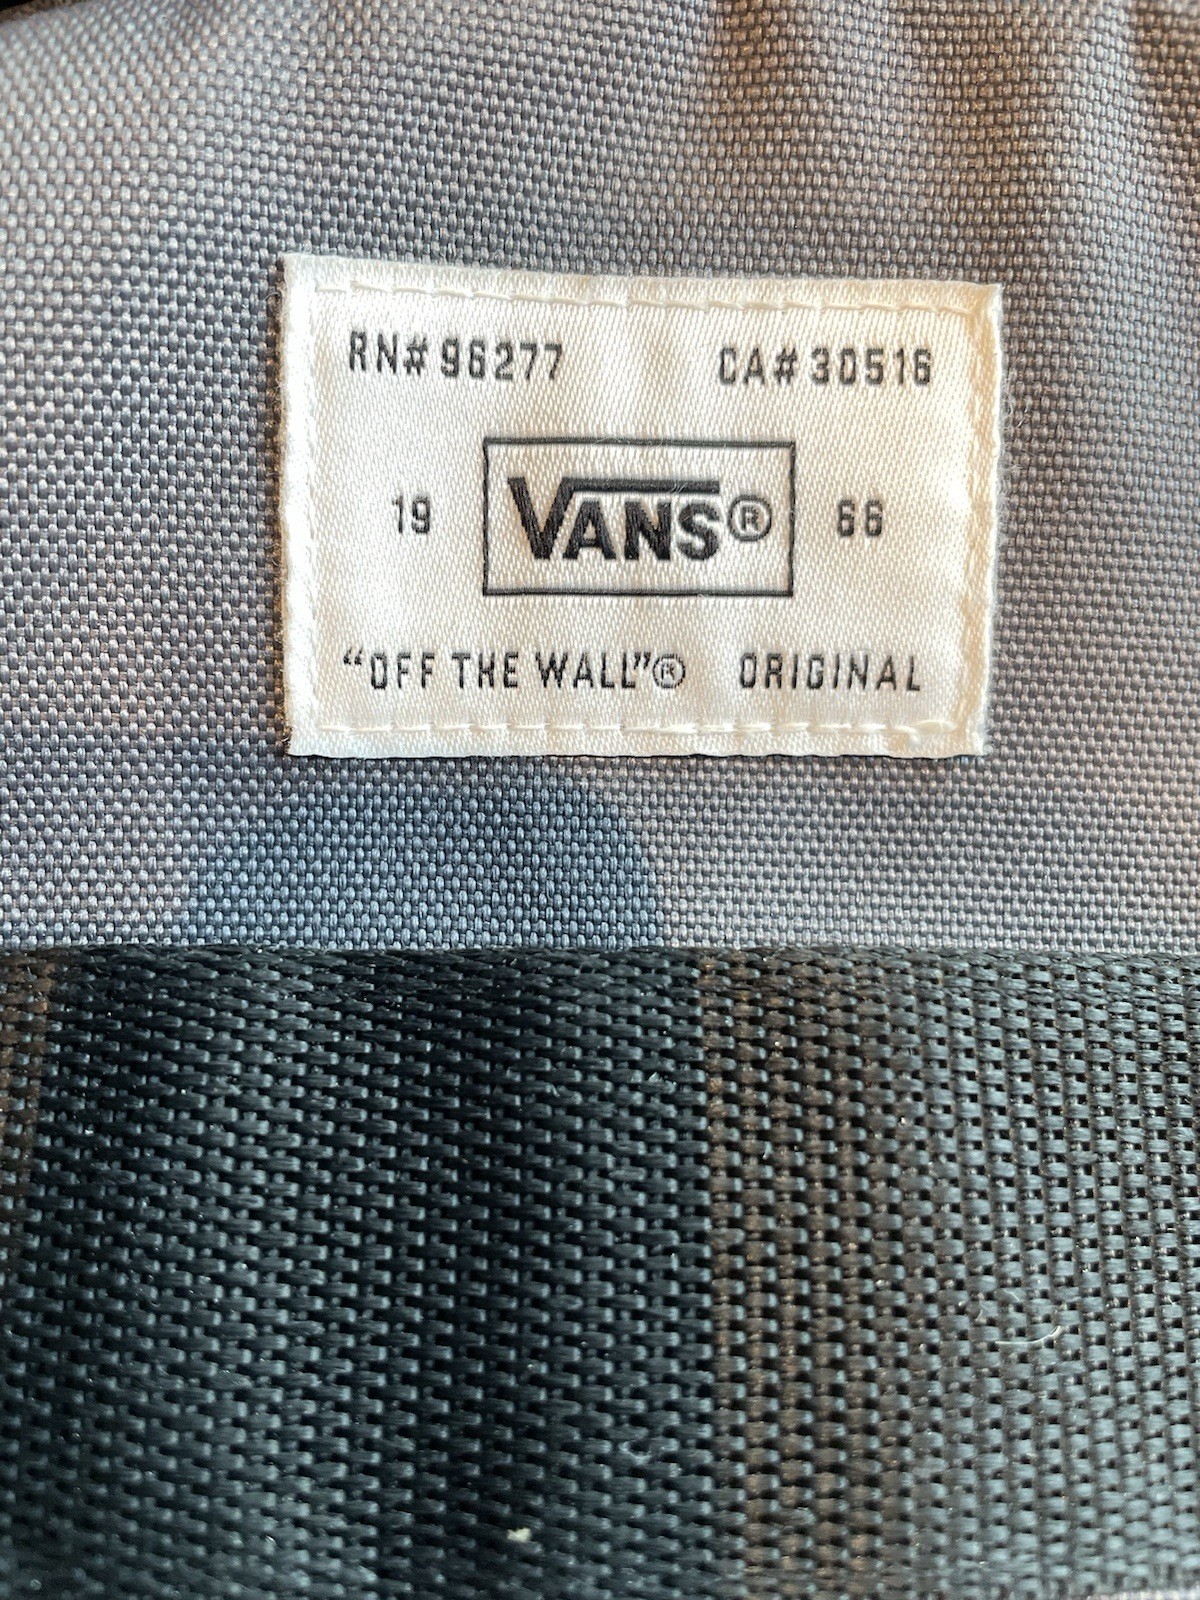 RN# 96277 CA# 30516
19 VANS® 66
“OFF THE WALL”® ORIGINAL